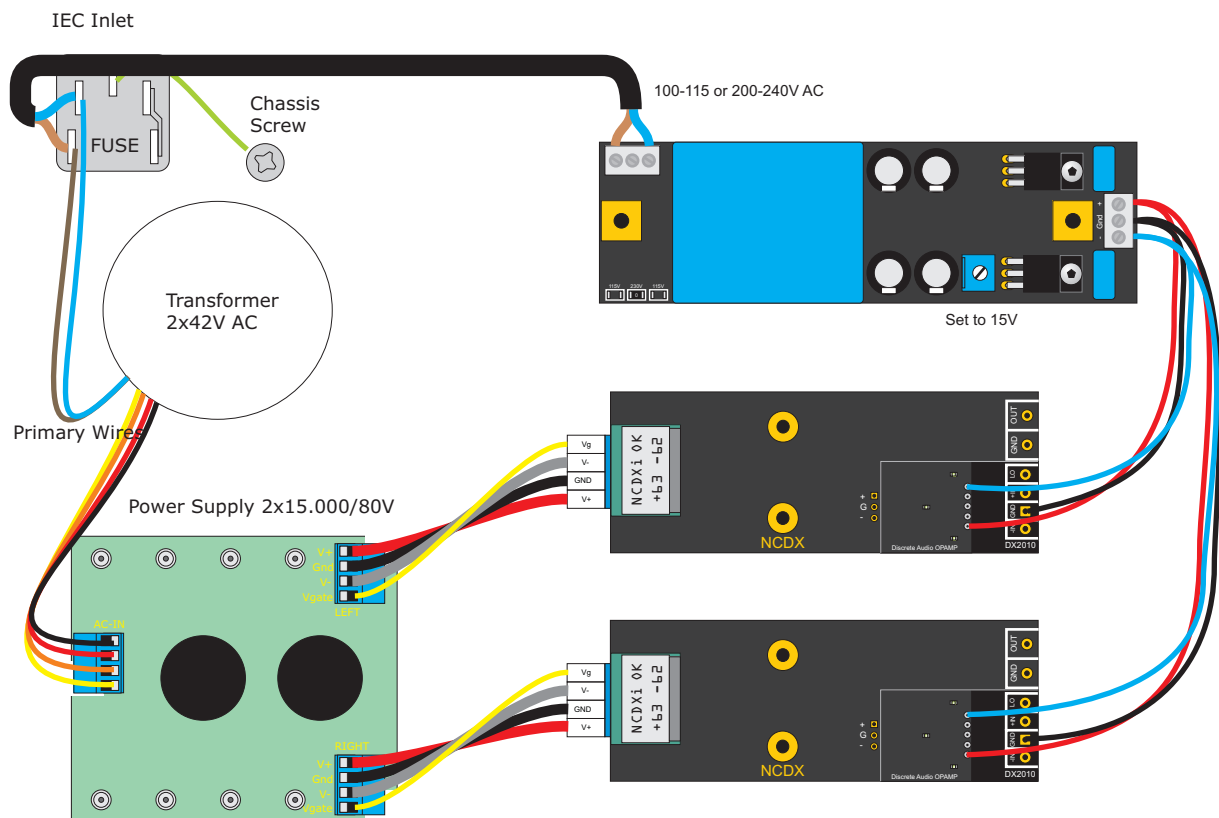 IEC Inlet
FUSE
Chassis
Screw
100-115 or 200-240V AC
+
Gnd
-
115V
230V
0
115V
Set to 15V
Transformer
2x42V AC
Primary Wires
Power Supply 2x15.000/80V
V+
Gnd
V-
Vgate
LEFT
AC-IN
RIGHT
V+
Gnd
V-
Vgate
Vg
V-
GND
V+
NCDXi OK
+63 -62
NCDX
+
G
-
Discrete Audio OPAMP
OUT
GND
LO
+IN
GND
-IN
DX2010
Vg
V-
GND
V+
NCDXi OK
+63 -62
NCDX
+
G
-
Discrete Audio OPAMP
OUT
GND
LO
+IN
GND
-IN
DX2010